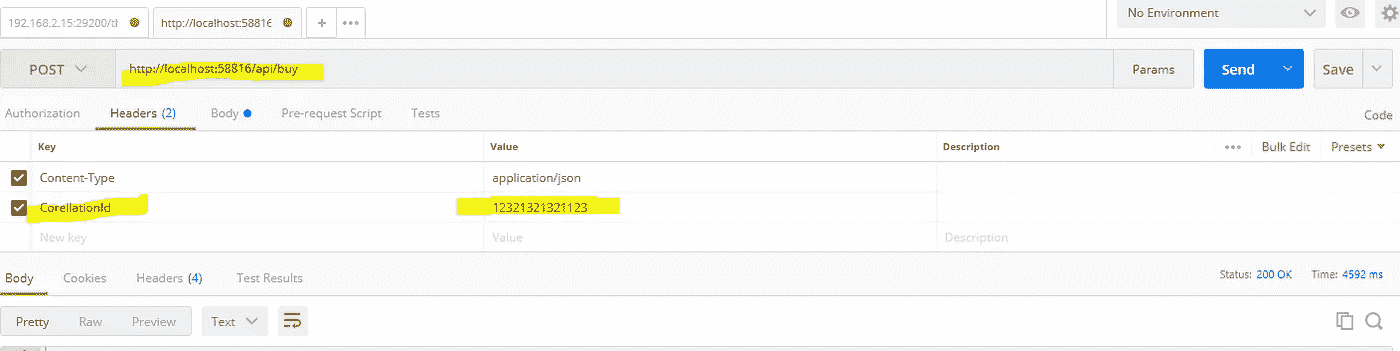 192.168.2.15:29200/tl
http://localhost:58816
No Environment
POST http://localhost:58816/api/buy Params Send Save
Authorization Headers (2) Body Pre-request Script Tests Code
Key Value Description Bulk Edit Presets
Content-Type application/json
CorellationId 12321321321123
New key Value Description
Body Cookies Headers (4) Test Results Status: 200 OK Time: 4592 ms
Pretty Raw Preview Text